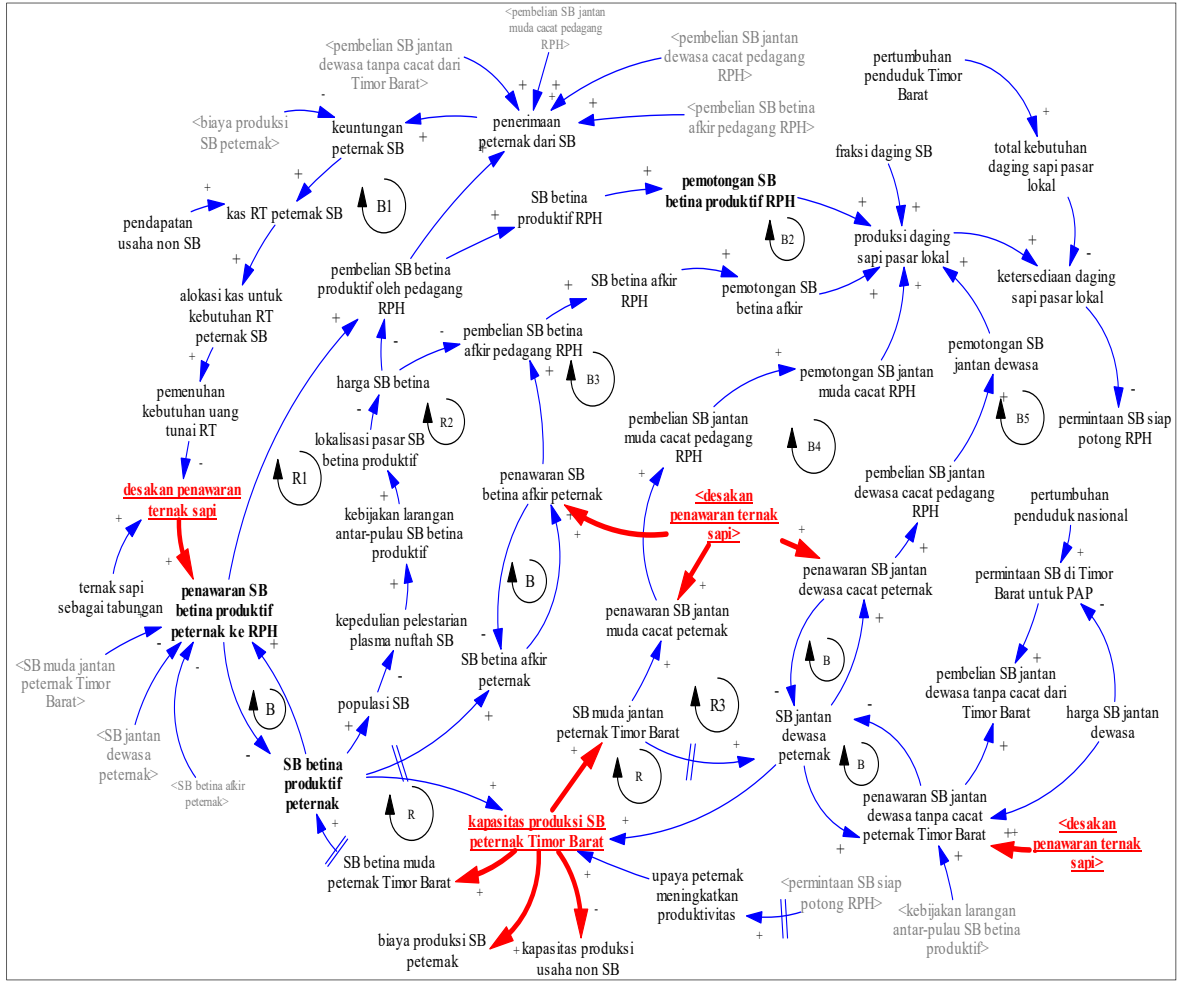 <pembelian SB jantan
muda cacat pedagang
RPH>
<pembelian SB jantan
dewasa tanpa cacat dari
Timor Barat>
<pembelian SB jantan
dewasa cacat pedagang
RPH>
pertumbuhan
penduduk Timor
Barat
<biaya produksi
SB peternak>
keuntungan
peternak SB
penerimaan
peternak dari SB
<pembelian SB betina
afkir pedagang RPH>
total kebutuhan
daging sapi pasar
lokal
fraksi daging SB
pendapatan
usaha non SB
kas RT peternak SB
B1
SB betina
produktif RPH
pemotongan SB
betina produktif RPH
B2
produksi daging
sapi pasar lokal
ketersediaan daging
sapi pasar lokal
alokasi kas untuk
kebutuhan RT
peternak SB
pembelian SB betina
produktif oleh pedagang
RPH
SB betina afkir
RPH
pemotongan SB
betina afkir
pembelian SB betina
afkir pedagang RPH
B3
pemotongan SB
jantan dewasa
pemenuhan
kebutuhan uang
tunai RT
harga SB betina
R2
pemotongan SB jantan
muda cacat RPH
B5
permintaan SB siap
potong RPH
lokalisasi pasar SB
betina produktif
pembelian SB jantan
muda cacat pedagang
RPH
B4
R1
desakan penawaran
ternak sapi
penawaran SB
betina afkir peternak
<desakan
penawaran ternak
sapi>
pembelian SB jantan
dewasa cacat pedagang
RPH
pertumbuhan
penduduk nasional
kebijakan larangan
antar-pulau SB betina
produktif
ternak sapi
sebagai tabungan
penawaran SB
betina produktif
peternak ke RPH
B
penawaran SB jantan
dewasa cacat peternak
permintaan SB di Timor
Barat untuk PAP
kepedulian pelestarian
plasma nuftah SB
penawaran SB jantan
muda cacat peternak
<SB muda jantan
peternak Timor
Barat>
SB betina afkir
peternak
B
pembelian SB jantan
dewasa tanpa cacat dari
Timor Barat
B
populasi SB
R3
SB muda jantan
peternak Timor Barat
SB jantan
dewasa
peternak
harga SB jantan
dewasa
<SB jantan
dewasa
peternak>
<SB betina afkir
peternak>
SB betina
produktif
peternak
R
R
B
penawaran SB jantan
dewasa tanpa cacat
peternak Timor Barat
kapasitas produksi SB
peternak Timor Barat
<desakan
penawaran ternak
sapi>
SB betina muda
peternak Timor Barat
upaya peternak
meningkatkan
produktivitas
<permintaan SB siap
potong RPH>
<kebijakan larangan
antar-pulau SB betina
produktif>
biaya produksi SB
peternak
kapasitas produksi
usaha non SB